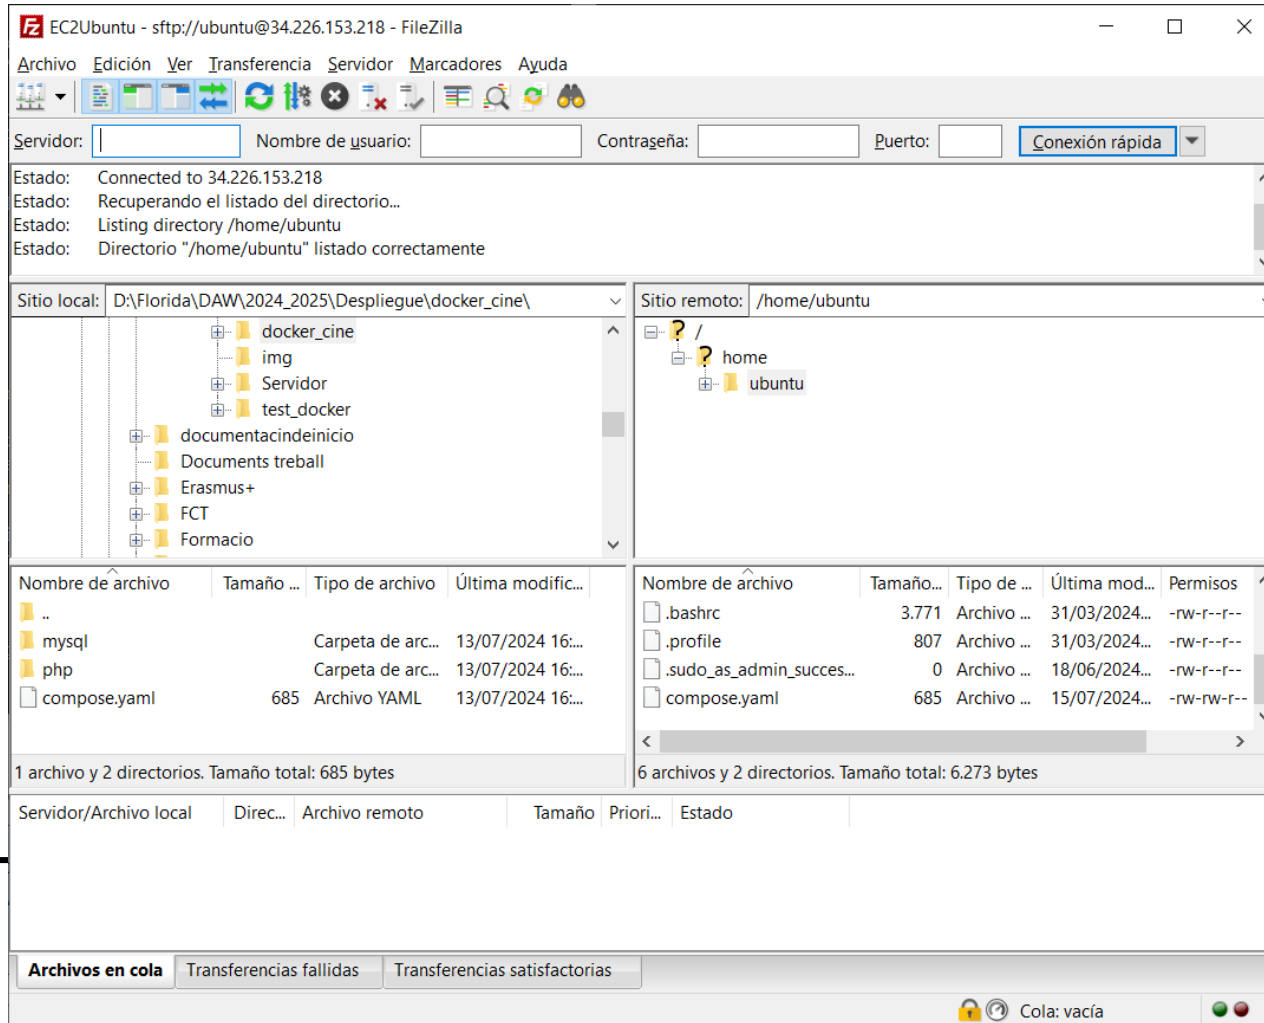 EC2Ubuntu - sftp://ubuntu@34.226.153.218 - FileZilla
Archivo Edición Ver Transferencia Servidor Marcadores Ayuda
Servidor: Nombre de usuario: Contraseña: Puerto: Conexión rápida
Estado: Connected to 34.226.153.218
Estado: Recuperando el listado del directorio...
Estado: Listing directory /home/ubuntu
Estado: Directorio "/home/ubuntu" listado correctamente
Sitio local: D:\Florida\DAW\2024_2025\Despliegue\docker_cine\
docker_cine
img
Servidor
test_docker
documentacindeinicio
Documents treball
Erasmus+
FCT
Formacio
Sitio remoto: /home/ubuntu
/
home
ubuntu
Nombre de archivo Tamaño ... Tipo de archivo Última modific...
..
mysql Carpeta de arc... 13/07/2024 16:...
php Carpeta de arc... 13/07/2024 16:...
compose.yaml 685 Archivo YAML 13/07/2024 16:...
1 archivo y 2 directorios. Tamaño total: 685 bytes
Nombre de archivo Tamaño... Tipo de ... Última mod... Permisos
.bashrc 3.771 Archivo ... 31/03/2024... -rw-r--r--
.profile 807 Archivo ... 31/03/2024... -rw-r--r--
.sudo_as_admin_succes... 0 Archivo ... 18/06/2024... -rw-r--r--
compose.yaml 685 Archivo ... 15/07/2024... -rw-rw-r--
6 archivos y 2 directorios. Tamaño total: 6.273 bytes
Servidor/Archivo local Direc... Archivo remoto Tamaño Priori... Estado
Archivos en cola Transferencias fallidas Transferencias satisfactorias
Cola: vacía